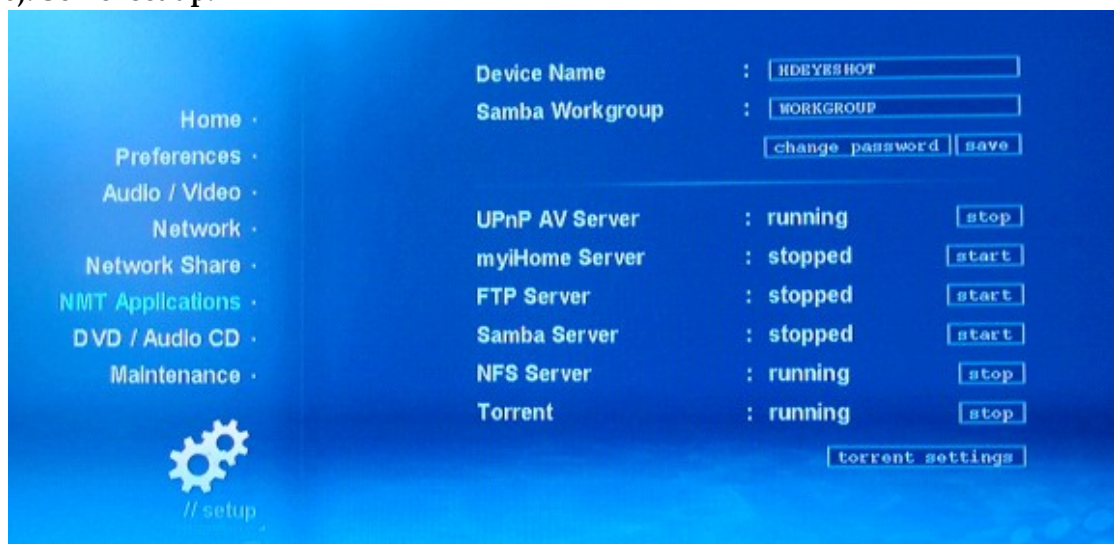 Home
Preferences
Audio / Video
Network
Network Share
NMT Applications
DVD / Audio CD
Maintenance
// setup
Device Name : HDEYESHOT
Samba Workgroup : WORKGROUP
change password save
UPnP AV Server : running stop
myiHome Server : stopped start
FTP Server : stopped start
Samba Server : stopped start
NFS Server : running stop
Torrent : running stop
torrent settings